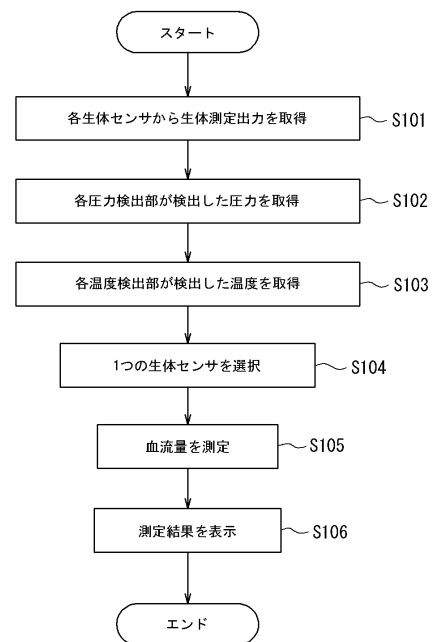 スタート
各生体センサから生体測定出力を取得
S101
各圧力検出部が検出した圧力を取得
S102
各温度検出部が検出した温度を取得
S103
1つの生体センサを選択
S104
血流量を測定
S105
測定結果を表示
S106
エンド